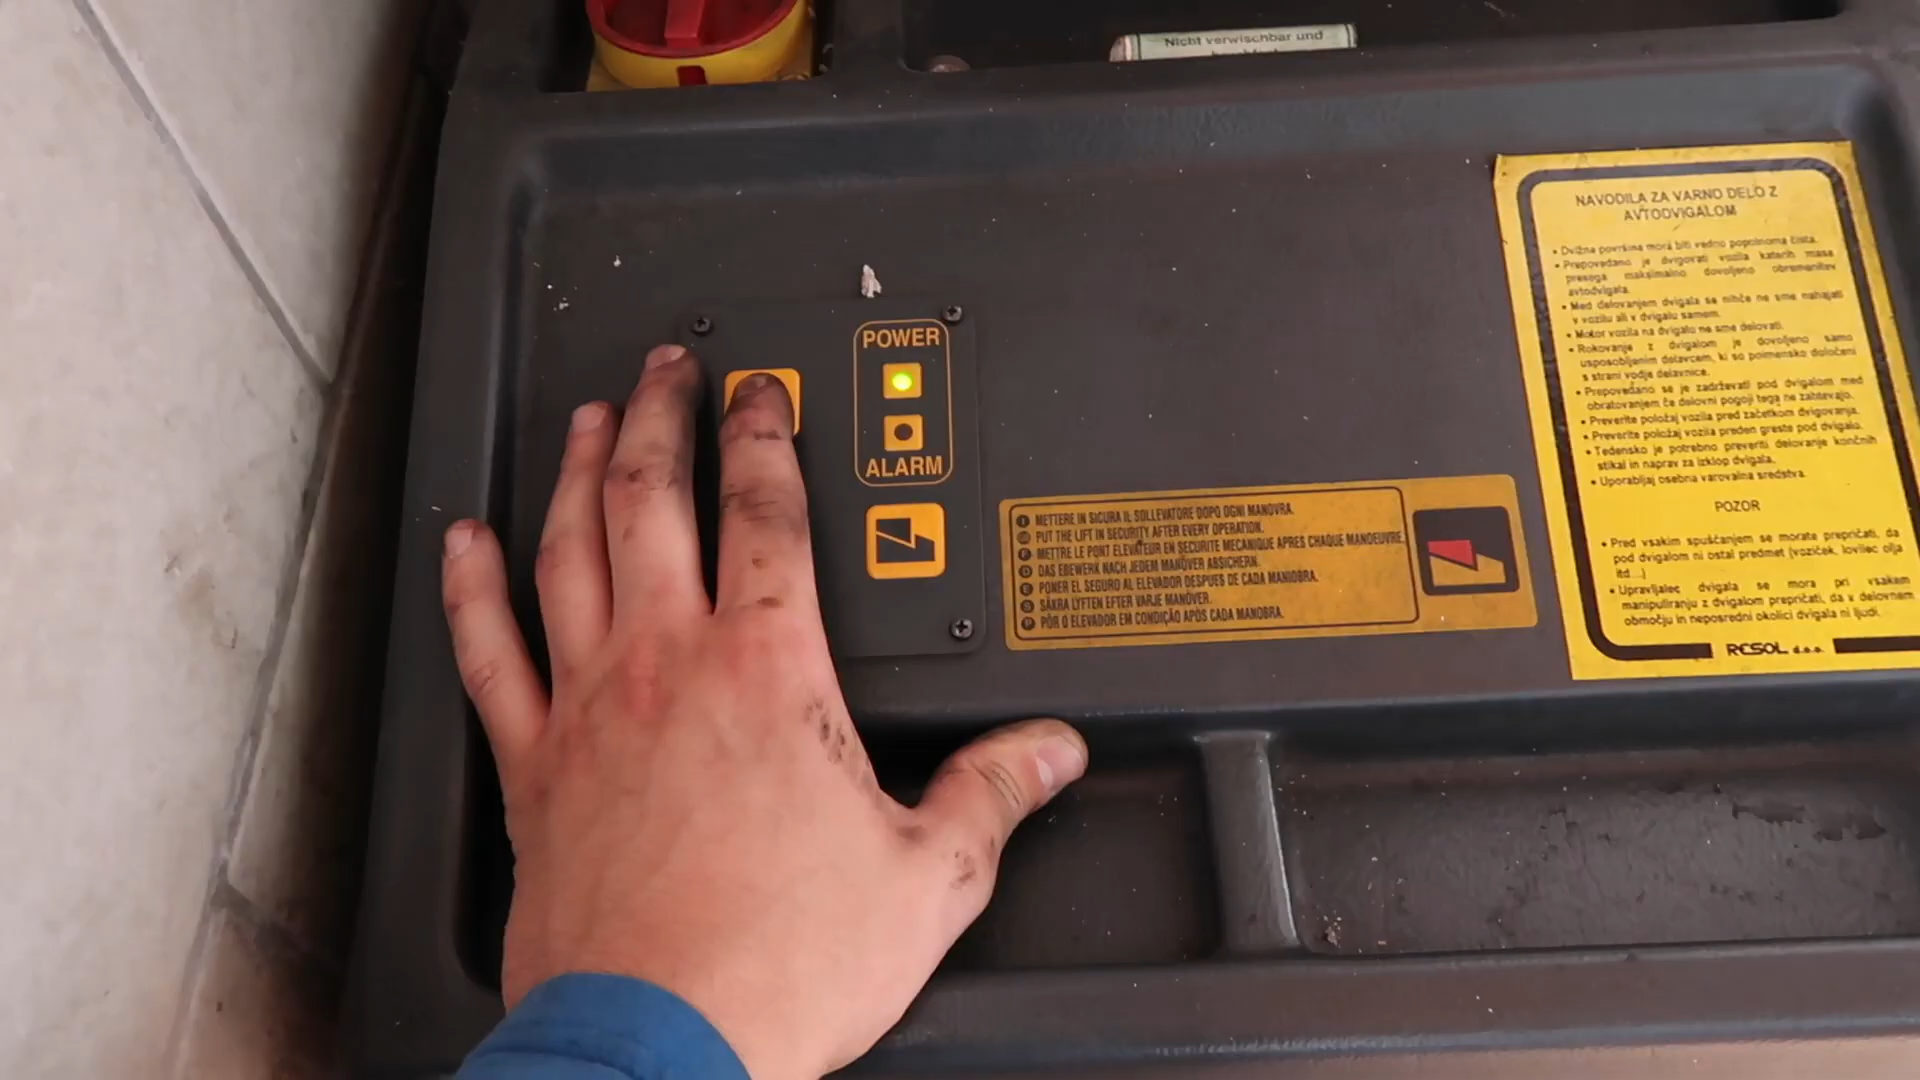 Nicht verwischbar und
POWER
ALARM
I METTERE IN SICURA IL SOLLEVATORE DOPO OGNI MANOVRA.
GB PUT THE LIFT IN SECURITY AFTER EVERY OPERATION.
F METTRE LE PONT ELEVATEUR EN SECURITE MECANIQUE APRES CHAQUE MANOEUVRE.
D DAS EBEWERK NACH JEDEM MANÖVER ABSICHERN.
E PONER EL SEGURO AL ELEVADOR DESPUES DE CADA MANIOBRA.
S SÄKRA LYFTEN EFTER VARJE MANÖVER.
P PÔR O ELEVADOR EM CONDIÇÃO APÓS CADA MANOBRA.
NAVODILA ZA VARNO DELO Z
AVTODVIGALOM
• Dvižna površina mora biti vedno popolnoma čista.
• Prepovedano je dvigovati vozila katerih masa
presega maksimalno dovoljeno obremenitev
avtodvigala.
• Med delovanjem dvigala se nihče ne sme nahajati
v vozilu ali v dvigalu samem.
• Motor vozila na dvigalu ne sme delovati.
• Rokovanje z dvigalom je dovoljeno samo
usposobljenim delavcem, ki so poimensko določeni
s strani vodje delavnice.
• Prepovedano se je zadrževati pod dvigalom med
obratovanjem če delovni pogoji tega ne zahtevajo.
• Preverite položaj vozila pred začetkom dvigovanja.
• Preverite položaj vozila preden greste pod dvigalo.
• Tedensko je potrebno preveriti delovanje končnih
stikal in naprav za izklop dvigala.
• Uporabljaj osebna varovalna sredstva.
POZOR
• Pred vsakim spuščanjem se morate prepričati, da
pod dvigalom ni ostal predmet (voziček, lovilec olja
itd...)
• Upravljalec dvigala se mora pri vsakem
manipuliranju z dvigalom prepričati, da v delovnem
območju in neposredni okolici dvigala ni ljudi.
RESOL d.o.o.